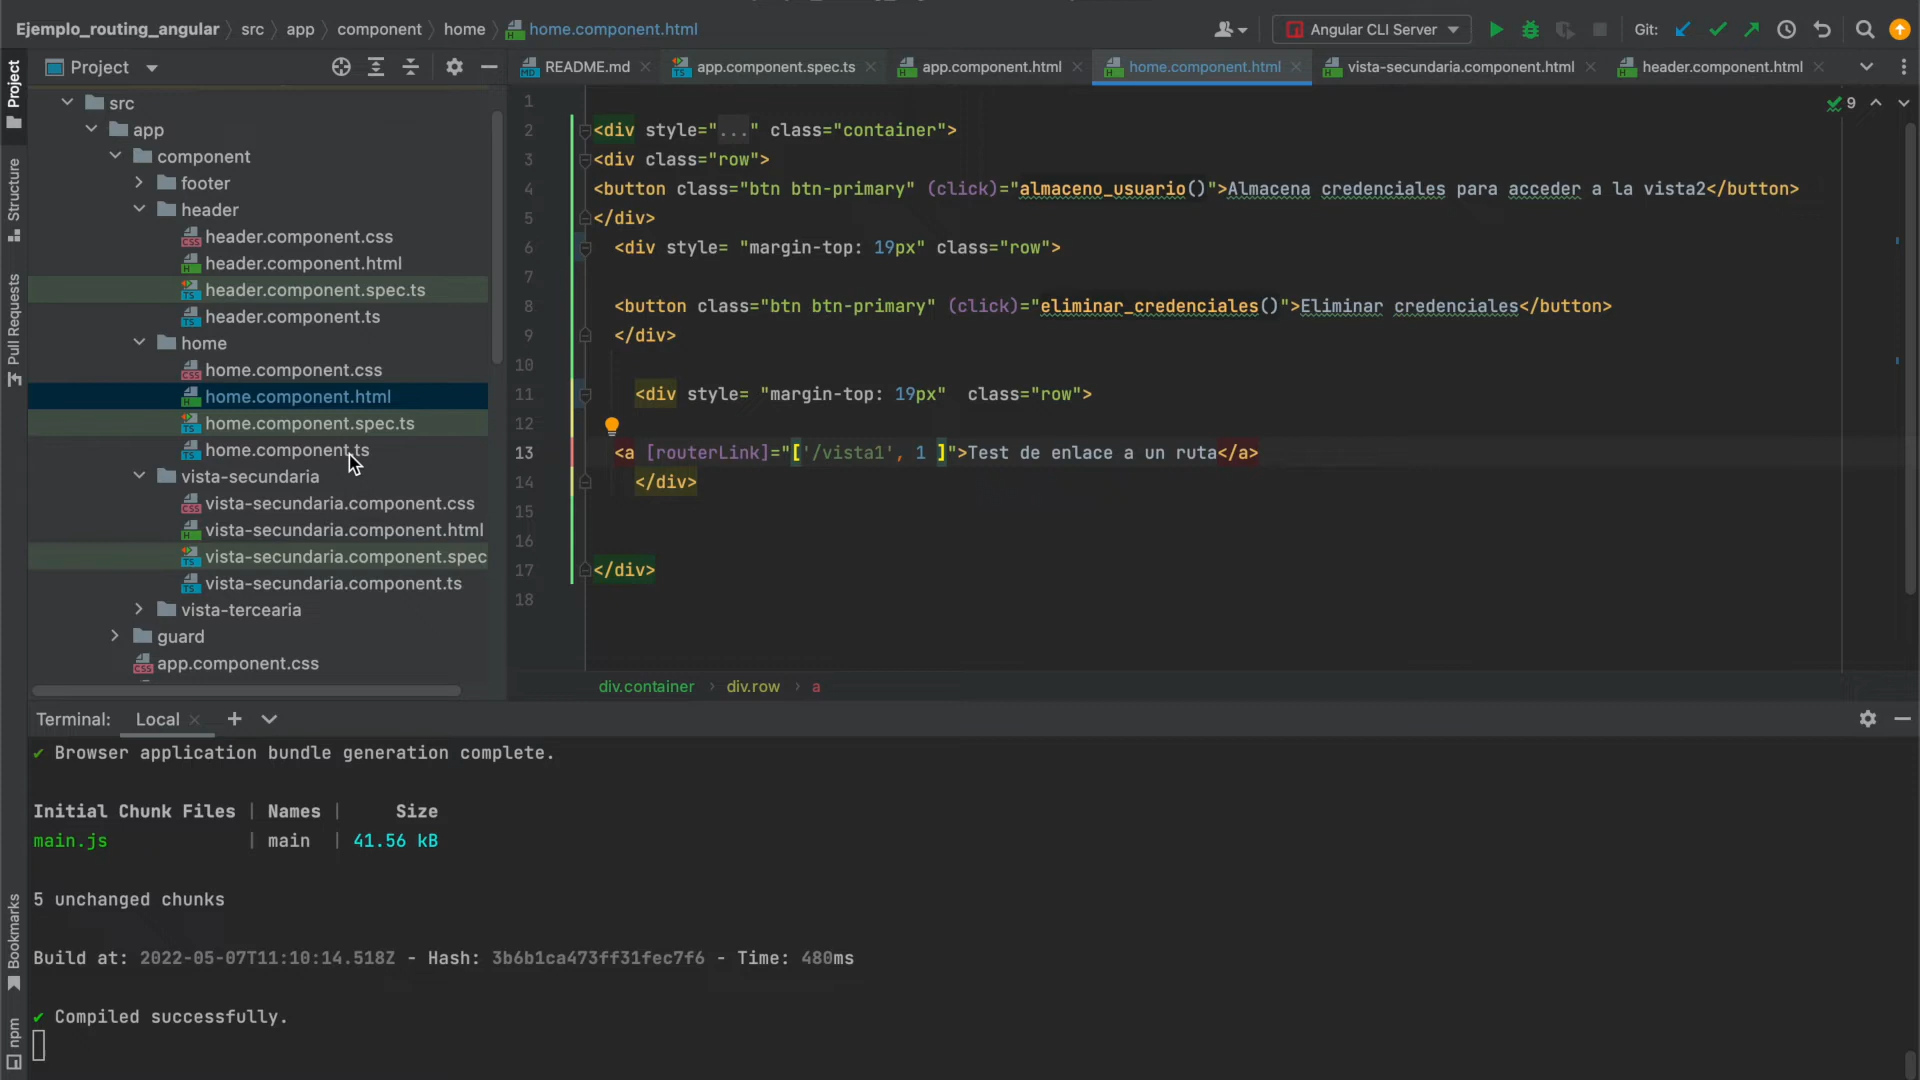 Ejemplo_routing_angular > src > app > component > home > home.component.html
Angular CLI Server
Git:
Project
README.md
app.component.spec.ts
app.component.html
home.component.html
vista-secundaria.component.html
header.component.html
Project
Structure
Pull Requests
Bookmarks
npm
src
app
component
footer
header
header.component.css
header.component.html
header.component.spec.ts
header.component.ts
home
home.component.css
home.component.html
home.component.spec.ts
home.component.ts
vista-secundaria
vista-secundaria.component.css
vista-secundaria.component.html
vista-secundaria.component.spec
vista-secundaria.component.ts
vista-tercearia
guard
app.component.css
9
1
2 <div style="..." class="container">
3 <div class="row">
4 <button class="btn btn-primary" (click)="almaceno_usuario()">Almacena credenciales para acceder a la vista2</button>
5 </div>
6 <div style= "margin-top: 19px" class="row">
7
8 <button class="btn btn-primary" (click)="eliminar_credenciales()">Eliminar credenciales</button>
9 </div>
10
11 <div style= "margin-top: 19px"  class="row">
12
13 <a [routerLink]="['/vista1', 1 ]">Test de enlace a un ruta</a>
14 </div>
15
16
17 </div>
18
div.container > div.row > a
Terminal: Local
✔ Browser application bundle generation complete.
Initial Chunk Files | Names | Size
main.js | main | 41.56 kB
5 unchanged chunks
Build at: 2022-05-07T11:10:14.518Z - Hash: 3b6b1ca473ff31fec7f6 - Time: 480ms
✔ Compiled successfully.